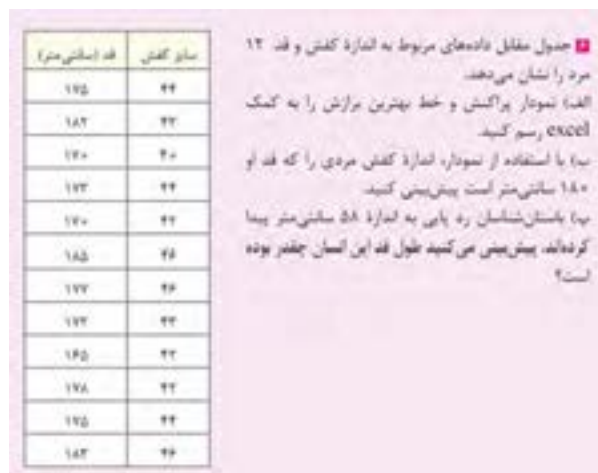 ۶ جدول مقابل داده‌های مربوط به اندازهٔ کفش و قد ۱۲
مرد را نشان می‌دهد.
الف) نمودار پراکنش و خط بهترین برازش را به کمک
excel رسم کنید.
ب) با استفاده از نمودار، اندازهٔ کفش مردی را که قد او
۱۸۰ سانتی‌متر است پیش‌بینی کنید.
پ) باستان‌شناسان رد پایی به اندازهٔ ۵۸ سانتی‌متر پیدا
کرده‌اند. پیش‌بینی می‌کنید طول قد این انسان چقدر بوده
است؟
سایز کفش قد (سانتی‌متر)
۴۴ ۱۷۵
۱۸۲
۴۰ ۱۷۰
۴۴ ۱۷۳
۴۲ ۱۷۰
۴۶ ۱۸۵
۴۶ ۱۷۷
۴۳
۴۲ ۱۶۵
۴۲ ۱۷۸
۴۴ ۱۷۵
۴۶ ۱۸۳